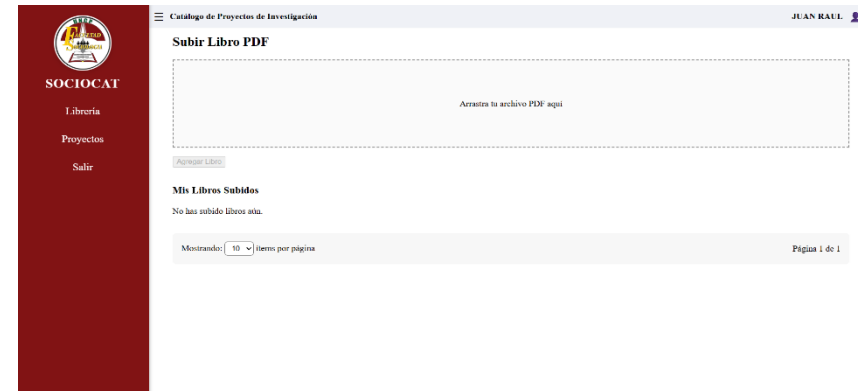 SOCIOCAT
Librería
Proyectos
Salir
☰ Catálogo de Proyectos de Investigación
JUAN RAUL
Subir Libro PDF
Arrastra tu archivo PDF aquí
Agregar Libro
Mis Libros Subidos
No has subido libros aún.
Mostrando: 10 ítems por página
Página 1 de 1